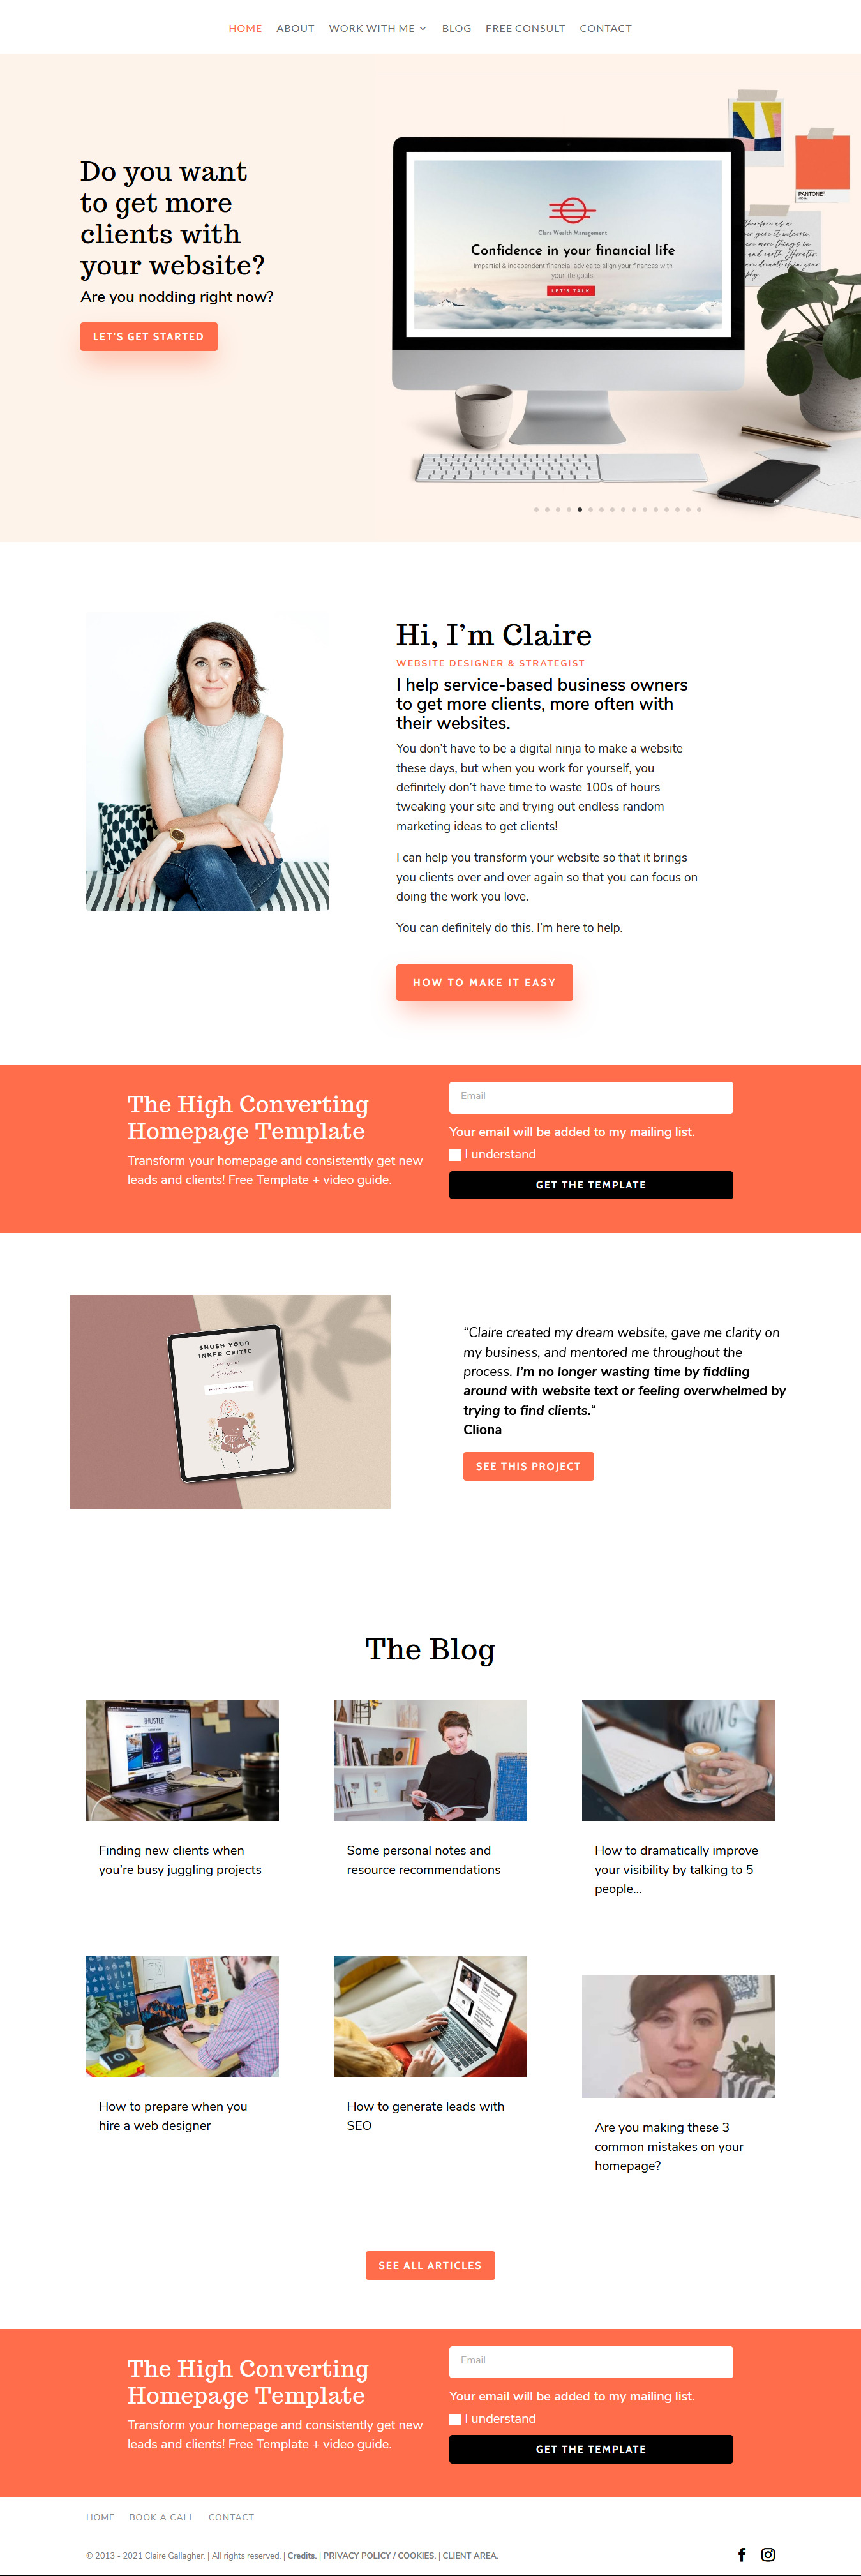 HOME ABOUT WORK WITH ME BLOG FREE CONSULT CONTACT
Do you want
to get more
clients with
your website?
Are you nodding right now?
LET'S GET STARTED
Clara Wealth Management
Confidence in your financial life
Impartial & independent financial advice to align your finances with
your life goals.
LET'S TALK
PANTONE®
Hi, I'm Claire
WEBSITE DESIGNER & STRATEGIST
I help service-based business owners
to get more clients, more often with
their websites.
You don't have to be a digital ninja to make a website
these days, but when you work for yourself, you
definitely don't have time to waste 100s of hours
tweaking your site and trying out endless random
marketing ideas to get clients!
I can help you transform your website so that it brings
you clients over and over again so that you can focus on
doing the work you love.
You can definitely do this. I'm here to help.
HOW TO MAKE IT EASY
The High Converting
Homepage Template
Transform your homepage and consistently get new
leads and clients! Free Template + video guide.
Email
Your email will be added to my mailing list.
I understand
GET THE TEMPLATE
SHUSH YOUR
INNER CRITIC
“Claire created my dream website, gave me clarity on
my business, and mentored me throughout the
process. I'm no longer wasting time by fiddling
around with website text or feeling overwhelmed by
trying to find clients.“
Cliona
SEE THIS PROJECT
The Blog
HUSTLE
Finding new clients when
you're busy juggling projects
Some personal notes and
resource recommendations
How to dramatically improve
your visibility by talking to 5
people...
How to prepare when you
hire a web designer
How to generate leads with
SEO
Are you making these 3
common mistakes on your
homepage?
SEE ALL ARTICLES
The High Converting
Homepage Template
Transform your homepage and consistently get new
leads and clients! Free Template + video guide.
Email
Your email will be added to my mailing list.
I understand
GET THE TEMPLATE
HOME BOOK A CALL CONTACT
© 2013 - 2021 Claire Gallagher. | All rights reserved. | Credits. | PRIVACY POLICY / COOKIES. | CLIENT AREA.